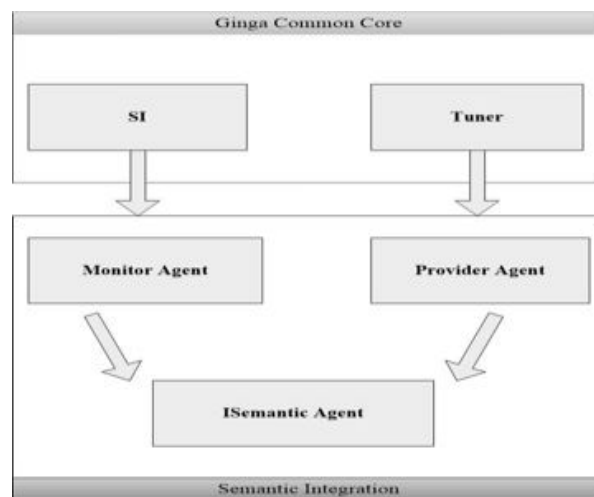 Ginga Common Core
SI
Tuner
Monitor Agent
Provider Agent
ISemantic Agent
Semantic Integration